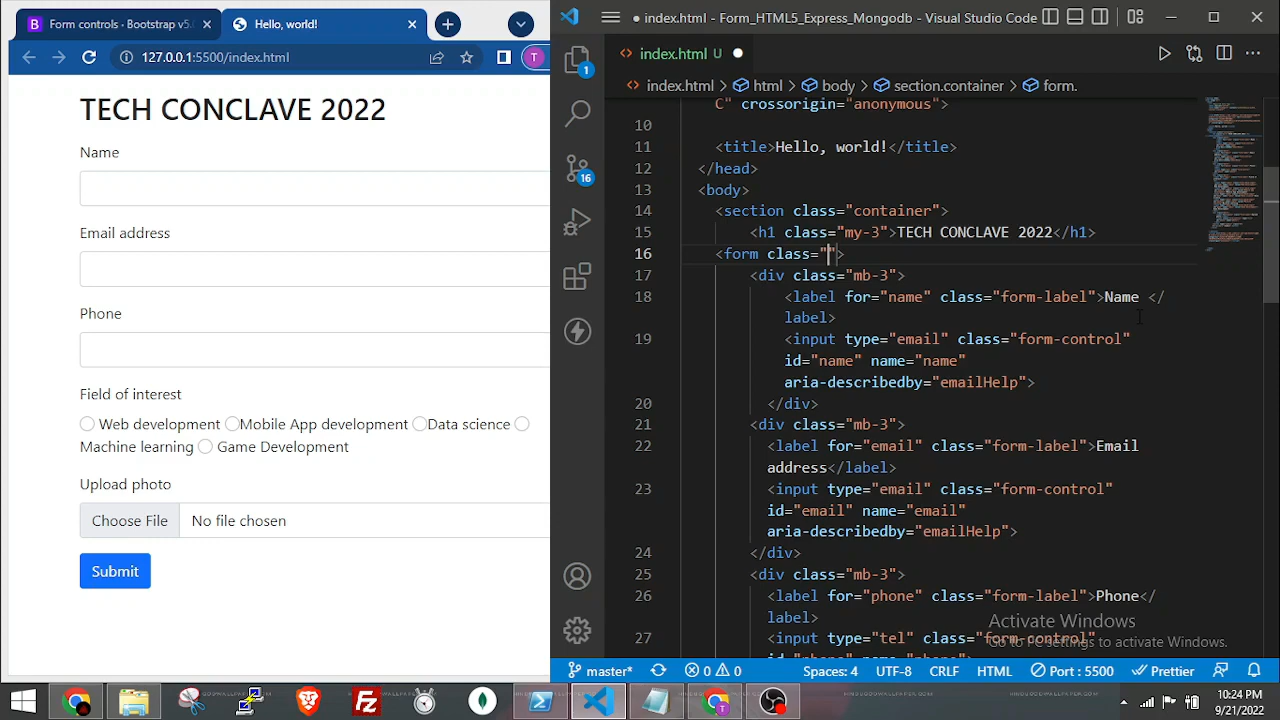 Form controls · Bootstrap v5.
Hello, world!
127.0.0.1:5500/index.html
T
TECH CONCLAVE 2022
Name
Email address
Phone
Field of interest
Web development Mobile App development Data science
Machine learning Game Development
Upload photo
Choose File No file chosen
Submit
index.html - Form_HTML5_Express_Mongob - Visual Studio Code
index.html U
index.html > html > body > section.container > form.
1
16
C" crossorigin="anonymous">
10
11 <title>Hello, world!</title>
12 </head>
13 <body>
14 <section class="container">
15 <h1 class="my-3">TECH CONCLAVE 2022</h1>
16 <form class="">
17 <div class="mb-3">
18 <label for="name" class="form-label">Name </
label>
19 <input type="email" class="form-control"
id="name" name="name"
aria-describedby="emailHelp">
20 </div>
21 <div class="mb-3">
22 <label for="email" class="form-label">Email
address</label>
23 <input type="email" class="form-control"
id="email" name="email"
aria-describedby="emailHelp">
24 </div>
25 <div class="mb-3">
26 <label for="phone" class="form-label">Phone</
label>
27 <input type="tel" class="form-control"
id="phone" name="phone"
Activate Windows
Go to PC settings to activate Windows.
master* 0 0 Spaces: 4 UTF-8 CRLF HTML Port : 5500 Prettier
10:24 PM
9/21/2022